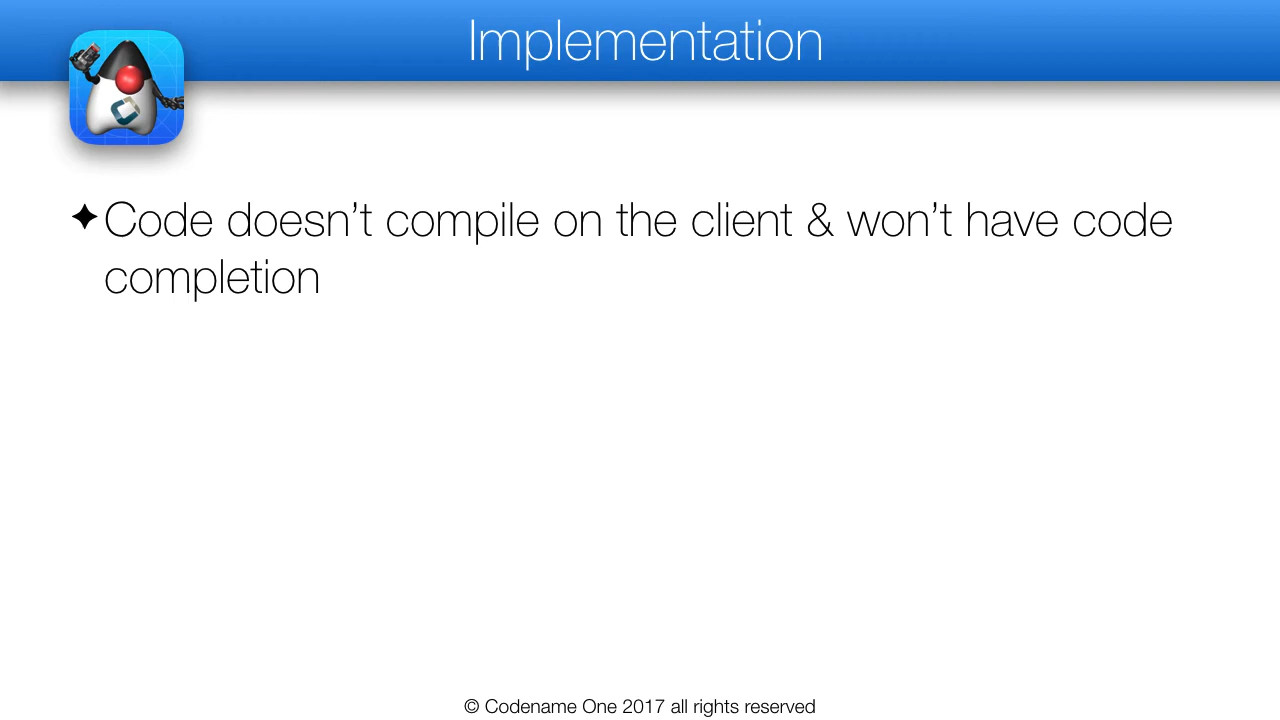 Implementation
✦Code doesn’t compile on the client & won’t have code
completion
© Codename One 2017 all rights reserved